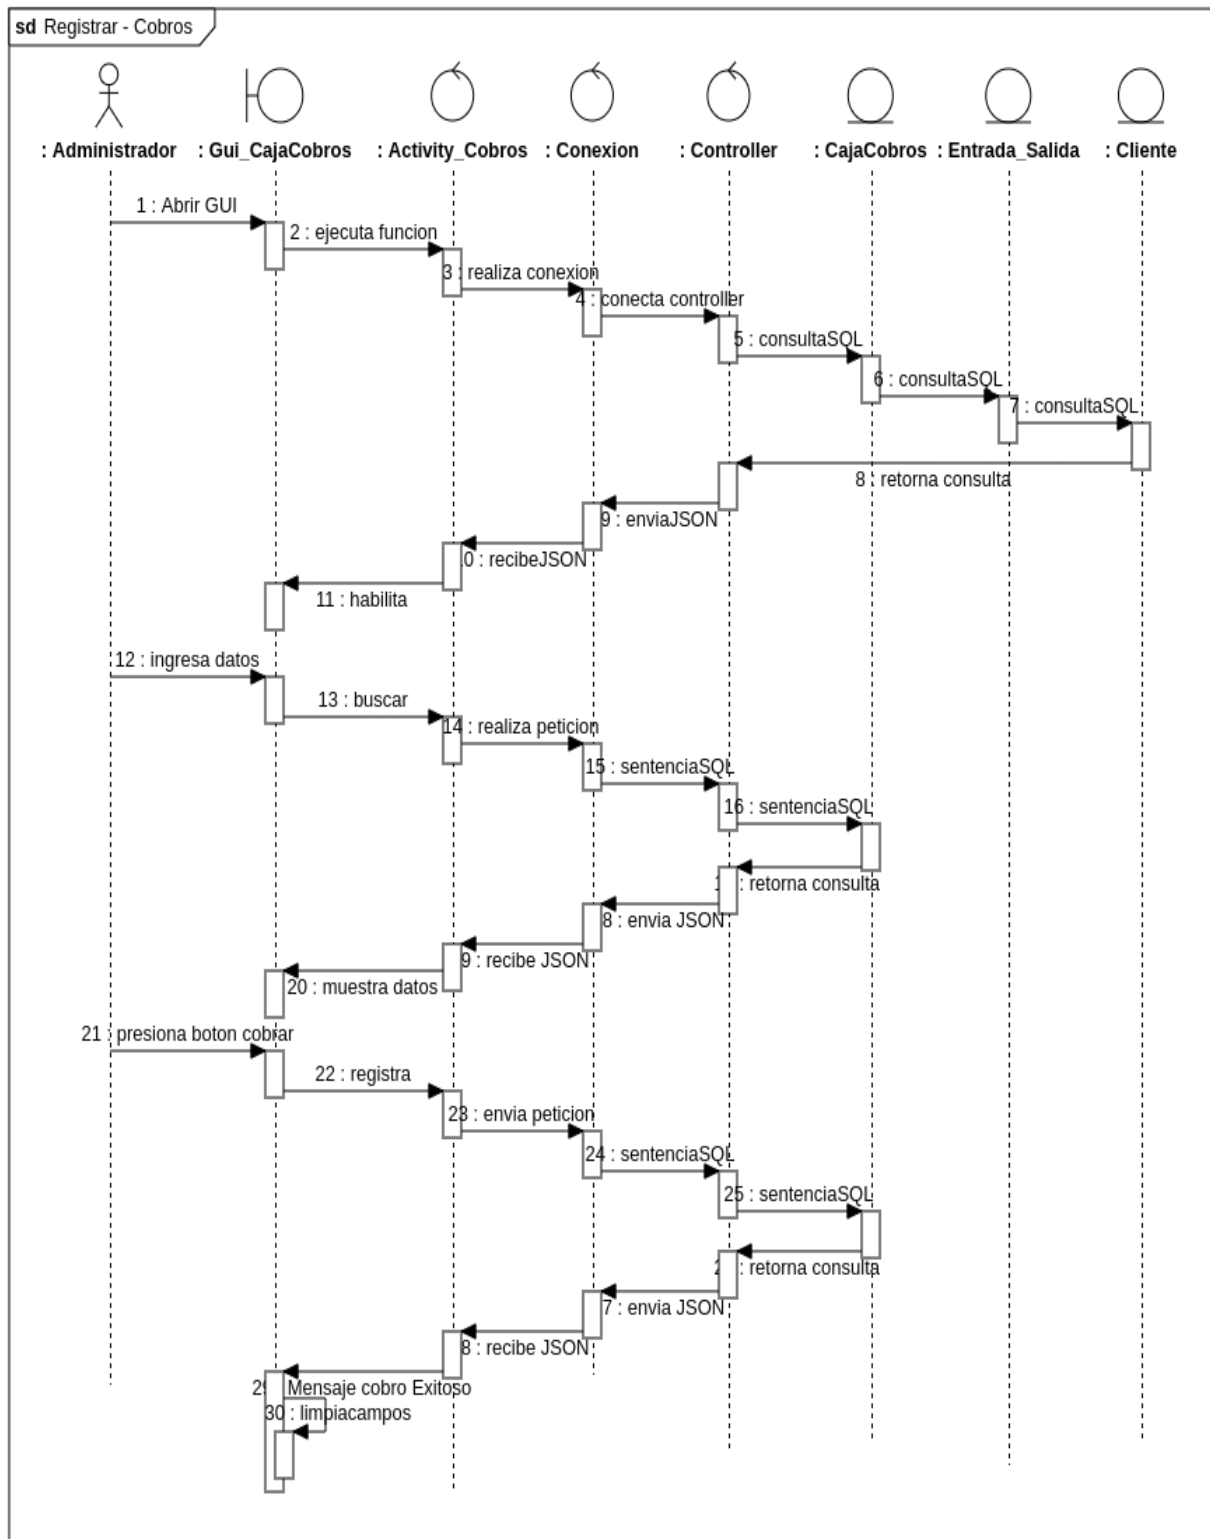 sd Registrar - Cobros
: Administrador : Gui_CajaCobros : Activity_Cobros : Conexion : Controller : CajaCobros : Entrada_Salida : Cliente
1 : Abrir GUI
2 : ejecuta funcion
3 : realiza conexion
4 : conecta controller
5 : consultaSQL
6 : consultaSQL
7 : consultaSQL
8 : retorna consulta
9 : enviaJSON
0 : recibeJSON
11 : habilita
12 : ingresa datos
13 : buscar
14 : realiza peticion
15 : sentenciaSQL
16 : sentenciaSQL
: retorna consulta
8 : envia JSON
9 : recibe JSON
20 : muestra datos
21 : presiona boton cobrar
22 : registra
23 : envia peticion
24 : sentenciaSQL
25 : sentenciaSQL
: retorna consulta
7 : envia JSON
8 : recibe JSON
29 Mensaje cobro Exitoso
30 : limpiacampos